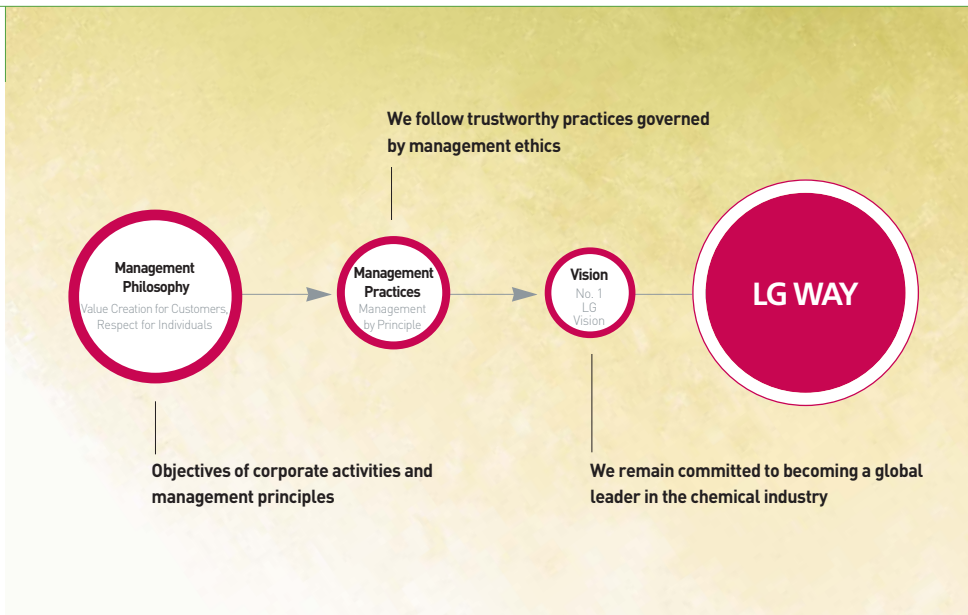 We follow trustworthy practices governed
by management ethics
Management
Philosophy
Value Creation for Customers,
Respect for Individuals
Management
Practices
Management
by Principle
Vision
No. 1
LG
Vision
LG WAY
Objectives of corporate activities and
management principles
We remain committed to becoming a global
leader in the chemical industry